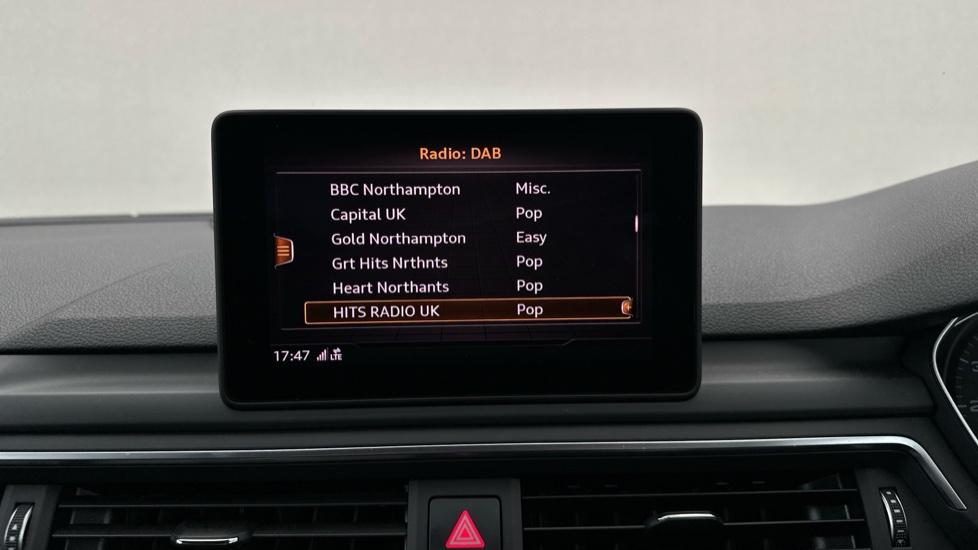 Radio: DAB
BBC Northampton Misc.
Capital UK Pop
Gold Northampton Easy
Grt Hits Nrthnts Pop
Heart Northants Pop
HITS RADIO UK Pop
17:47 LTE